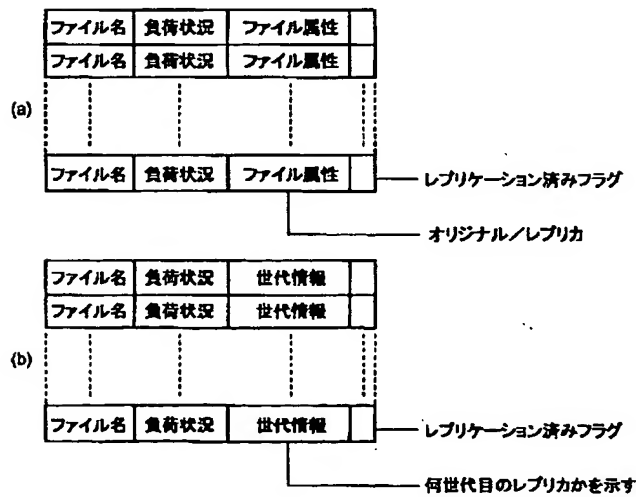 ファイル名 負荷状況 ファイル属性
ファイル名 負荷状況 ファイル属性
(a)
ファイル名 負荷状況 ファイル属性 レプリケーション済みフラグ
オリジナル/レプリカ
ファイル名 負荷状況 世代情報
ファイル名 負荷状況 世代情報
(b)
ファイル名 負荷状況 世代情報 レプリケーション済みフラグ
何世代目のレプリカかを示す